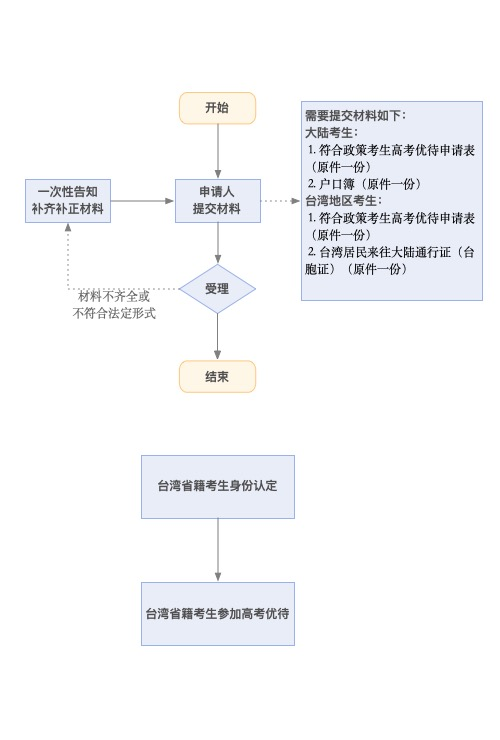 开始
需要提交材料如下：
大陆考生：
1. 符合政策考生高考优待申请表
（原件一份）
2. 户口簿（原件一份）
台湾地区考生：
1. 符合政策考生高考优待申请表
（原件一份）
2. 台湾居民来往大陆通行证（台
胞证）（原件一份）
一次性告知
补齐补正材料
申请人
提交材料
受理
材料不齐全或
不符合法定形式
结束
台湾省籍考生身份认定
台湾省籍考生参加高考优待